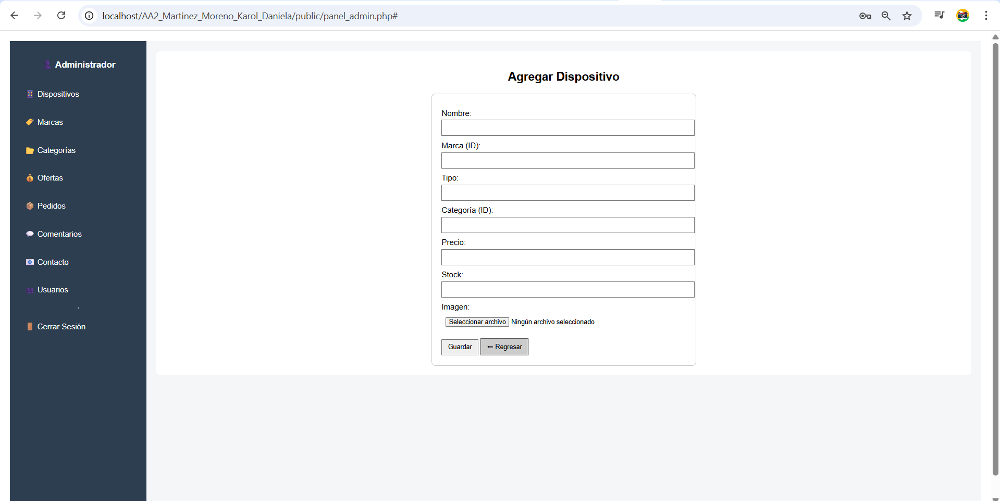 localhost/AA2_Martinez_Moreno_Karol_Daniela/public/panel_admin.php#
Administrador
Dispositivos
Marcas
Categorías
Ofertas
Pedidos
Comentarios
Contacto
Usuarios
.
Cerrar Sesión
Agregar Dispositivo
Nombre:
Marca (ID):
Tipo:
Categoría (ID):
Precio:
Stock:
Imagen:
Seleccionar archivo Ningún archivo seleccionado
Guardar ← Regresar